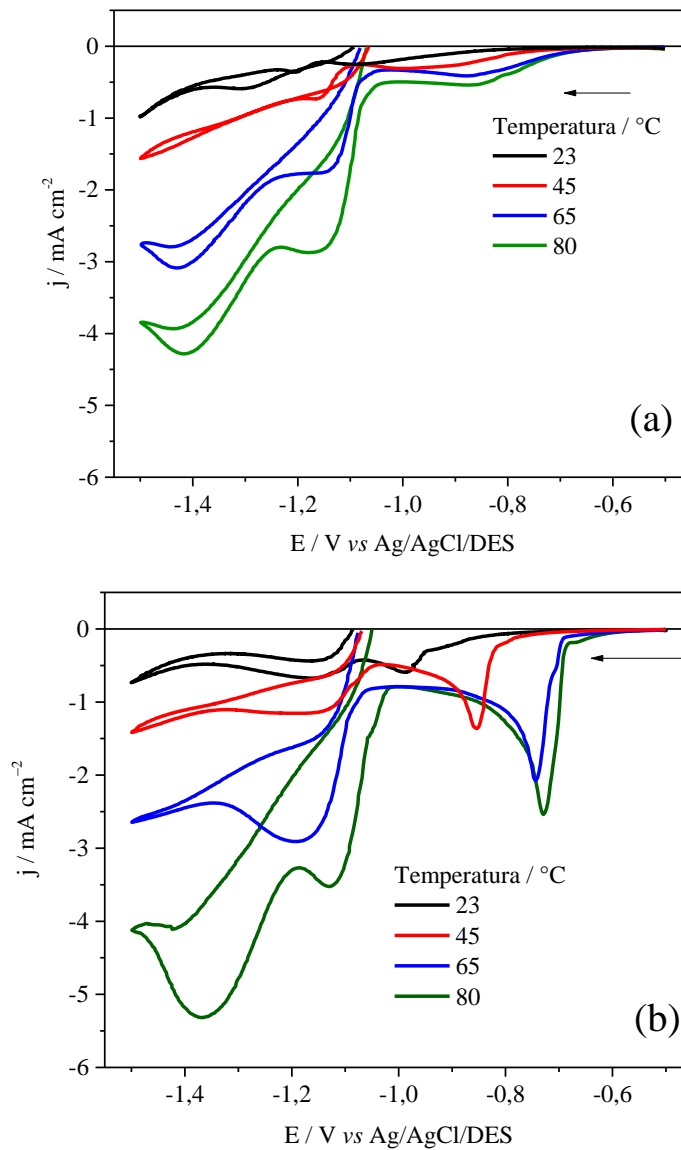 0
-1
-2
-3
-4
-5
-6
j / mA cm⁻²
Temperatura / °C
23
45
65
80
(a)
-1,4 -1,2 -1,0 -0,8 -0,6
E / V vs Ag/AgCl/DES
0
-1
-2
-3
-4
-5
-6
j / mA cm⁻²
Temperatura / °C
23
45
65
80
(b)
-1,4 -1,2 -1,0 -0,8 -0,6
E / V vs Ag/AgCl/DES